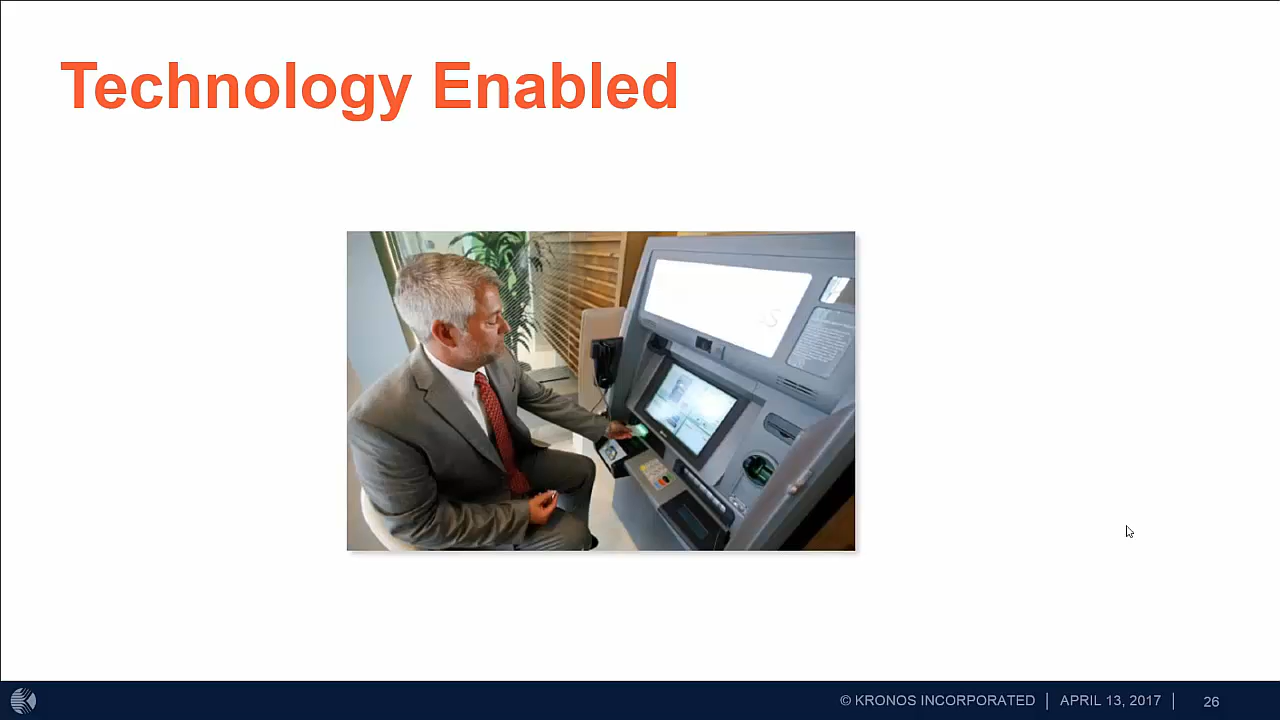 Technology Enabled
© KRONOS INCORPORATED | APRIL 13, 2017 | 26